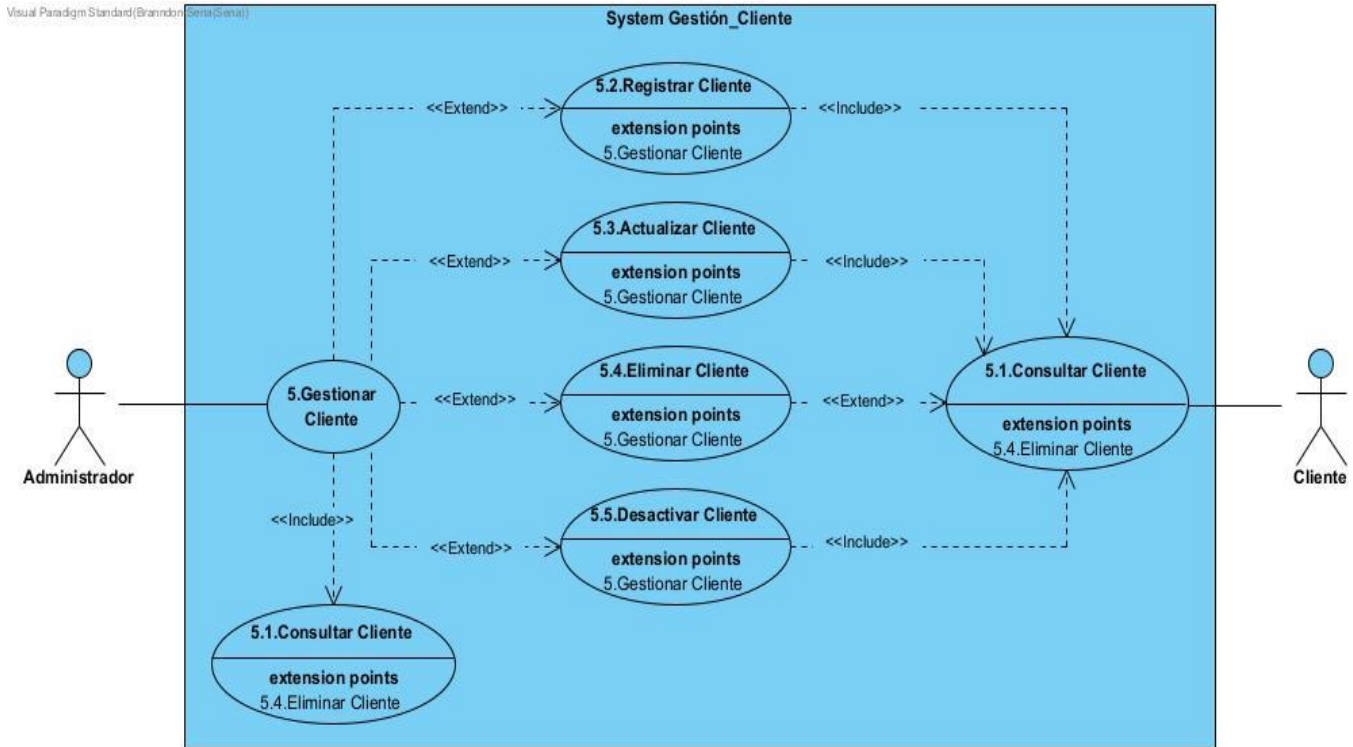 Visual Paradigm Standard(Branndon Sena(Sena))
System Gestión_Cliente
5.2.Registrar Cliente
extension points
5.Gestionar Cliente
<<Extend>>
<<Include>>
5.3.Actualizar Cliente
extension points
5.Gestionar Cliente
<<Extend>>
<<Include>>
5.4.Eliminar Cliente
extension points
5.Gestionar Cliente
<<Extend>>
<<Extend>>
5.Gestionar
Cliente
5.1.Consultar Cliente
extension points
5.4.Eliminar Cliente
Administrador
Cliente
<<Include>>
5.5.Desactivar Cliente
extension points
5.Gestionar Cliente
<<Extend>>
<<Include>>
5.1.Consultar Cliente
extension points
5.4.Eliminar Cliente